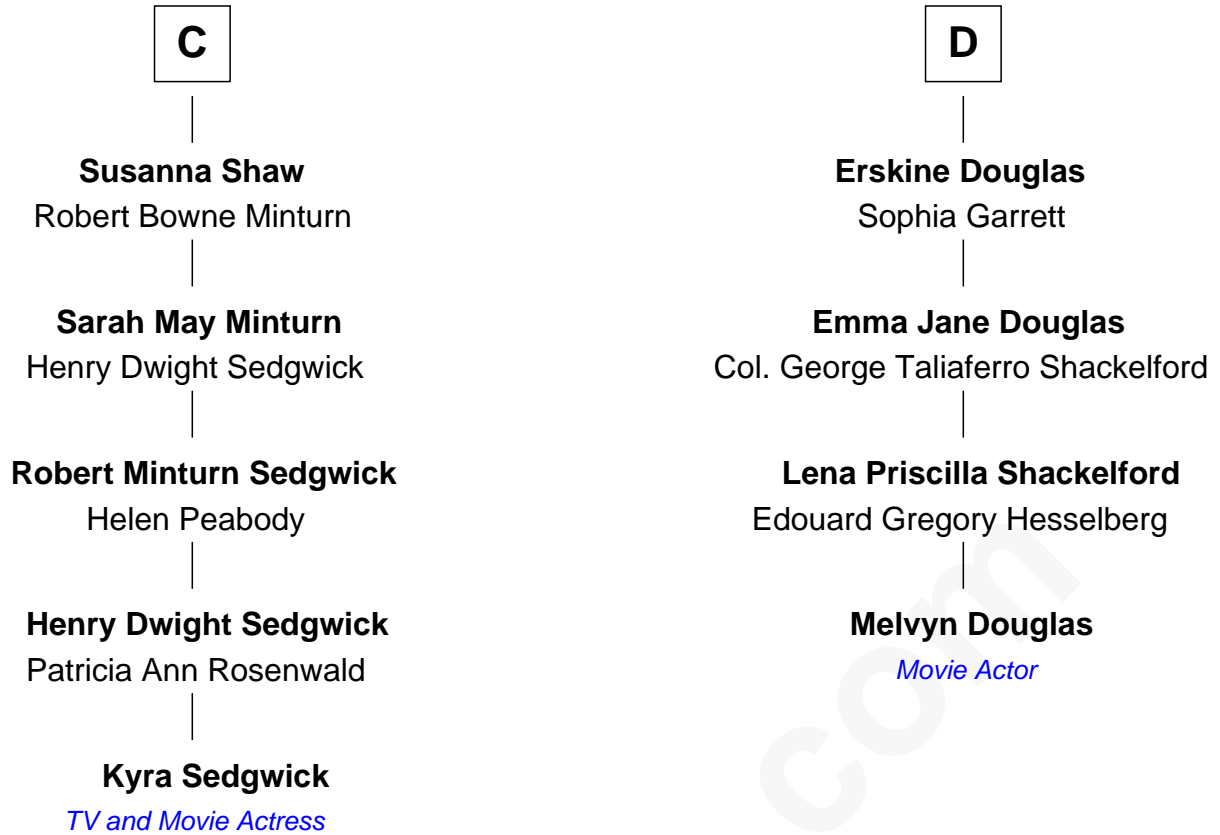 C
Susanna Shaw
Robert Bowne Minturn
Sarah May Minturn
Henry Dwight Sedgwick
Robert Minturn Sedgwick
Helen Peabody
Henry Dwight Sedgwick
Patricia Ann Rosenwald
Kyra Sedgwick
TV and Movie Actress
D
Erskine Douglas
Sophia Garrett
Emma Jane Douglas
Col. George Taliaferro Shackelford
Lena Priscilla Shackelford
Edouard Gregory Hesselberg
Melvyn Douglas
Movie Actor
com